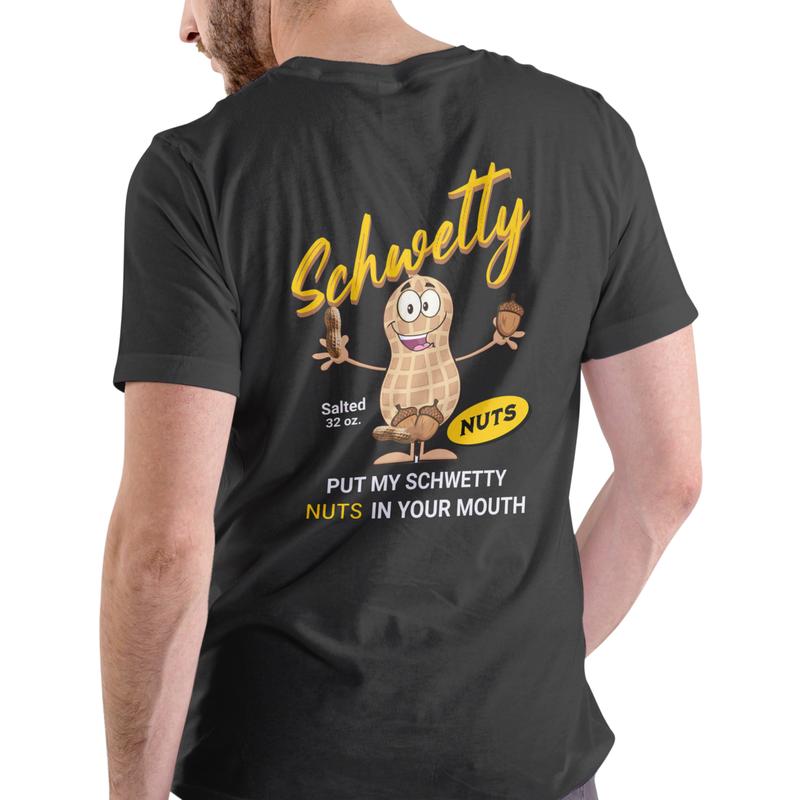 Schwetty
Salted
32 oz.
NUTS
PUT MY SCHWETTY
NUTS IN YOUR MOUTH